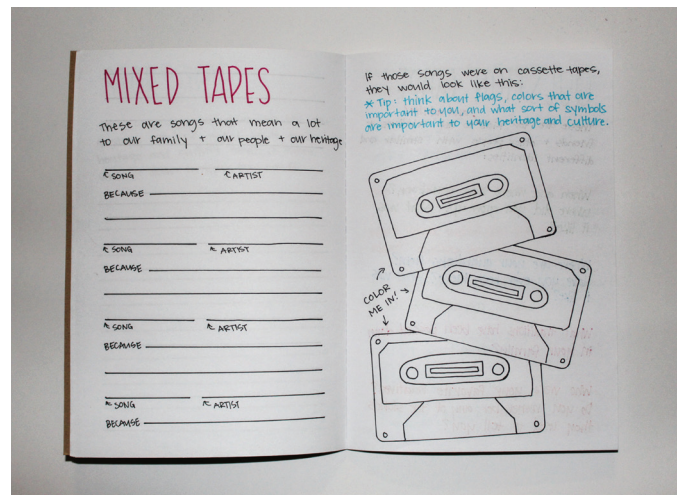 MIXED TAPES
These are songs that mean a lot
to our family + our people + our heritage
SONG ARTIST
BECAUSE
SONG ARTIST
BECAUSE
SONG ARTIST
BECAUSE
SONG ARTIST
BECAUSE
If those songs were on cassette tapes,
they would look like this:
* Tip: think about flags, colors that are
important to you, and what sort of symbols
are important to your heritage and culture.
COLOR
ME IN!